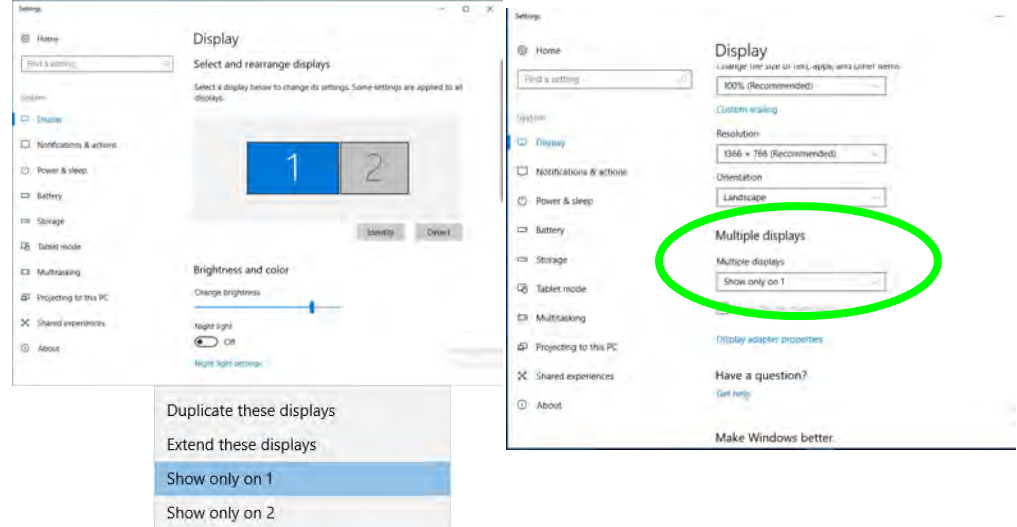 Settings
Home
Display
Find a setting
Select and rearrange displays
Select a display below to change its settings. Some settings are applied to all
displays.
System
Display
Notifications & actions
Power & sleep
Battery
Storage
Tablet mode
Multitasking
Projecting to this PC
Shared experiences
About
1
2
Identify
Detect
Brightness and color
Change brightness
Night light
Off
Night light settings
Settings
Home
Display
Find a setting
Change the size of text, apps, and other items
100% (Recommended)
Custom scaling
System
Display
Notifications & actions
Power & sleep
Battery
Storage
Tablet mode
Multitasking
Projecting to this PC
Shared experiences
About
Resolution
1366 × 768 (Recommended)
Orientation
Landscape
Multiple displays
Multiple displays
Show only on 1
Display adapter properties
Have a question?
Get help
Make Windows better.
Duplicate these displays
Extend these displays
Show only on 1
Show only on 2